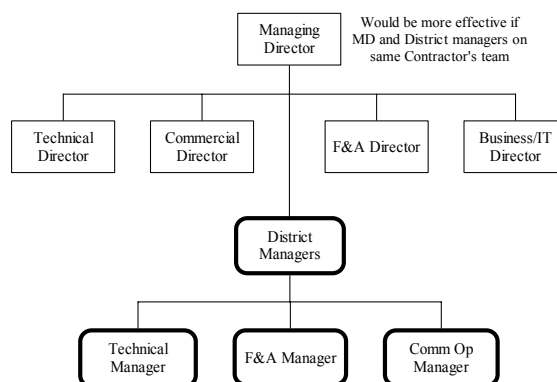 Managing
Director
Would be more effective if
MD and District managers on
same Contractor's team
Technical
Director
Commercial
Director
F&A Director
Business/IT
Director
District
Managers
Technical
Manager
F&A Manager
Comm Op
Manager